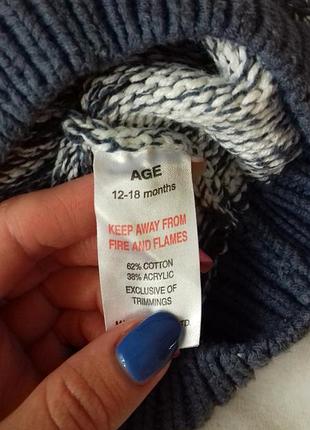 AGE
12-18 months
KEEP AWAY FROM
FIRE AND FLAMES
62% COTTON
38% ACRYLIC
EXCLUSIVE OF
TRIMMINGS